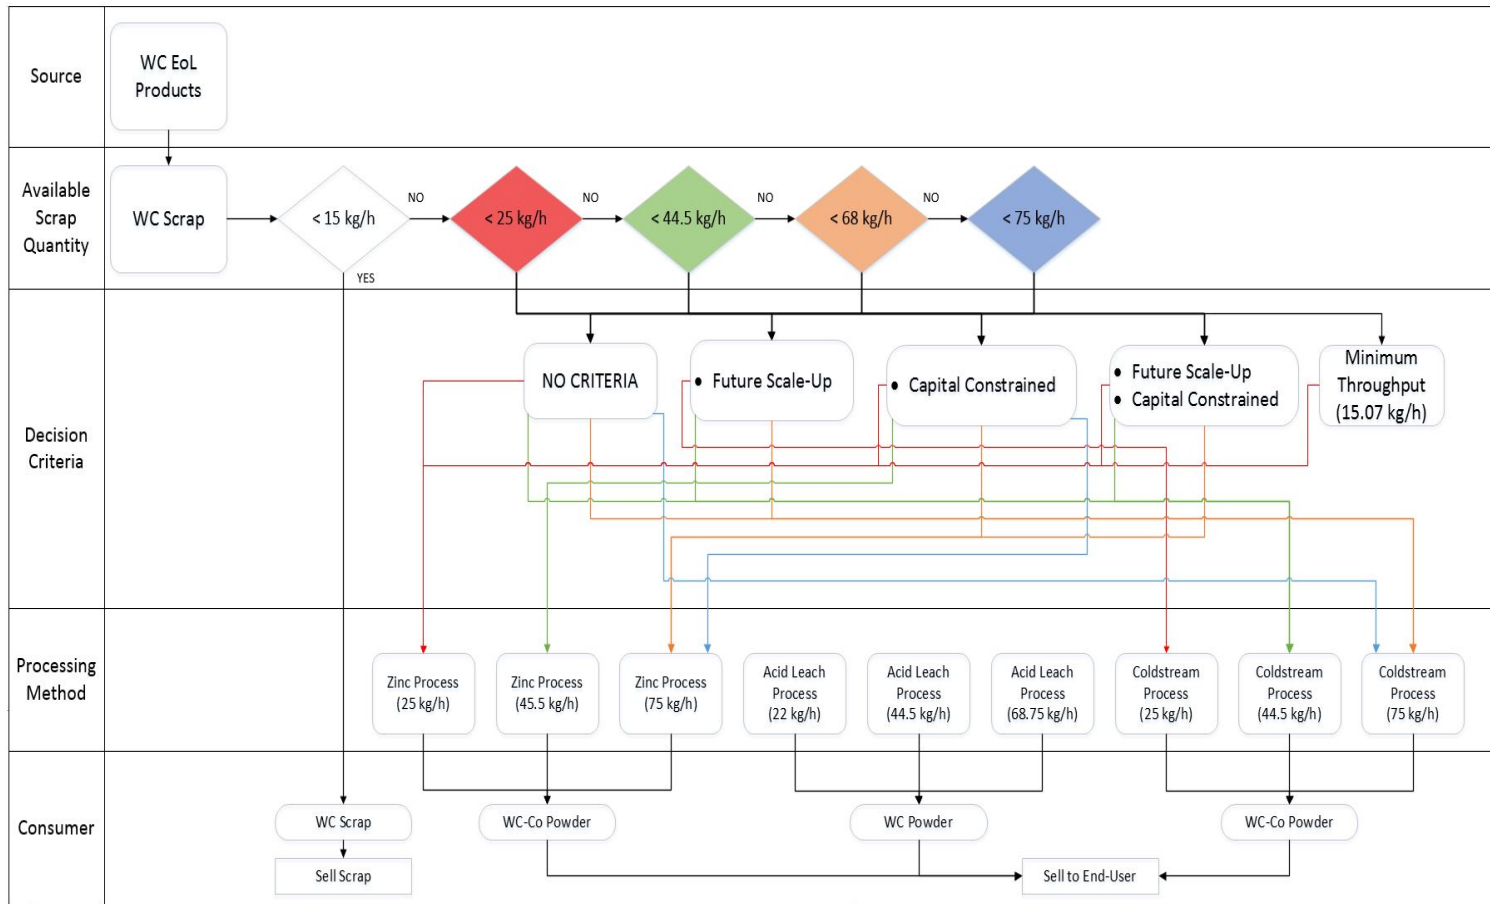 Source
WC EoL
Products
Available
Scrap
Quantity
WC Scrap
< 15 kg/h
NO
< 25 kg/h
NO
< 44.5 kg/h
NO
< 68 kg/h
NO
< 75 kg/h
YES
Decision
Criteria
NO CRITERIA
• Future Scale-Up
• Capital Constrained
• Future Scale-Up
• Capital Constrained
Minimum
Throughput
(15.07 kg/h)
Processing
Method
Zinc Process
(25 kg/h)
Zinc Process
(45.5 kg/h)
Zinc Process
(75 kg/h)
Acid Leach
Process
(22 kg/h)
Acid Leach
Process
(44.5 kg/h)
Acid Leach
Process
(68.75 kg/h)
Coldstream
Process
(25 kg/h)
Coldstream
Process
(44.5 kg/h)
Coldstream
Process
(75 kg/h)
Consumer
WC Scrap
WC-Co Powder
WC Powder
WC-Co Powder
Sell Scrap
Sell to End-User